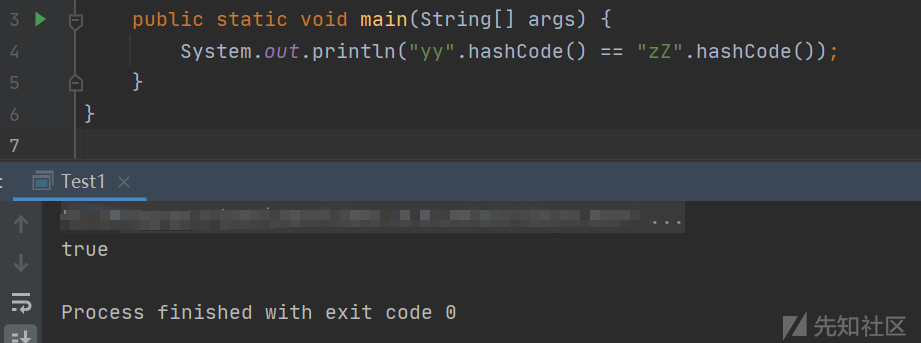 3 public static void main(String[] args) {
4 System.out.println("yy".hashCode() == "zZ".hashCode());
5 }
6 }
7
: Test1 ×
...
true
Process finished with exit code 0
先知社区